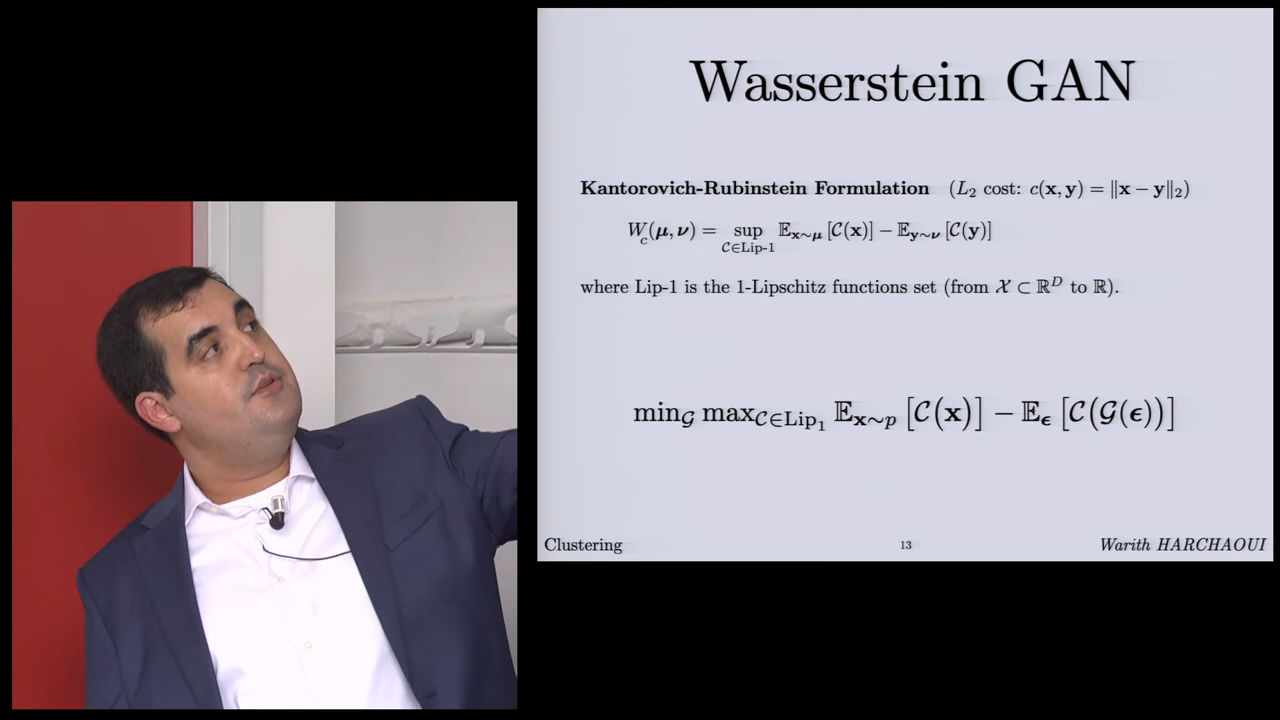 Wasserstein GAN
Kantorovich-Rubinstein Formulation (L₂ cost: c(𝐱, 𝐲) = ‖𝐱 − 𝐲‖₂)
W_c(𝝁, 𝝂) = sup_{𝒞∈Lip-1} 𝔼_{𝐱∼𝝁} [𝒞(𝐱)] − 𝔼_{𝐲∼𝝂} [𝒞(𝐲)]
where Lip-1 is the 1-Lipschitz functions set (from 𝒳 ⊂ ℝᴰ to ℝ).
min_𝒢 max_{𝒞∈Lip₁} 𝔼_{𝐱∼p} [𝒞(𝐱)] − 𝔼_𝝐 [𝒞(𝒢(𝝐))]
Clustering 13 Warith HARCHAOUI